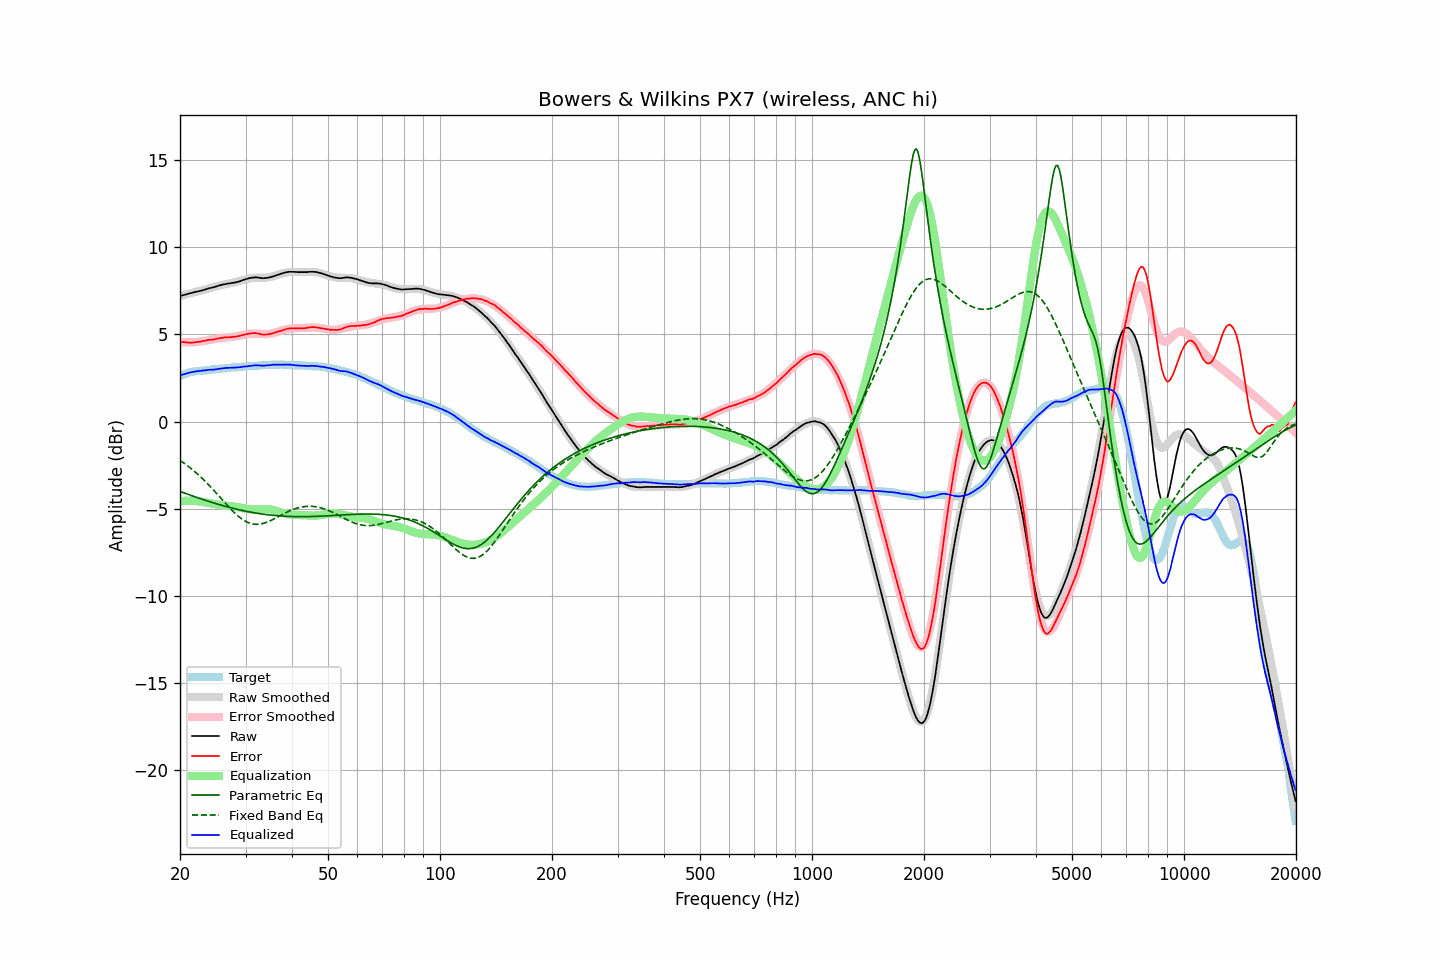 Bowers & Wilkins PX7 (wireless, ANC hi)
Amplitude (dBr)
15
10
5
0
−5
−10
−15
−20
Target
Raw Smoothed
Error Smoothed
Raw
Error
Equalization
Parametric Eq
Fixed Band Eq
Equalized
20
50
100
200
500
1000
2000
5000
10000
20000
Frequency (Hz)